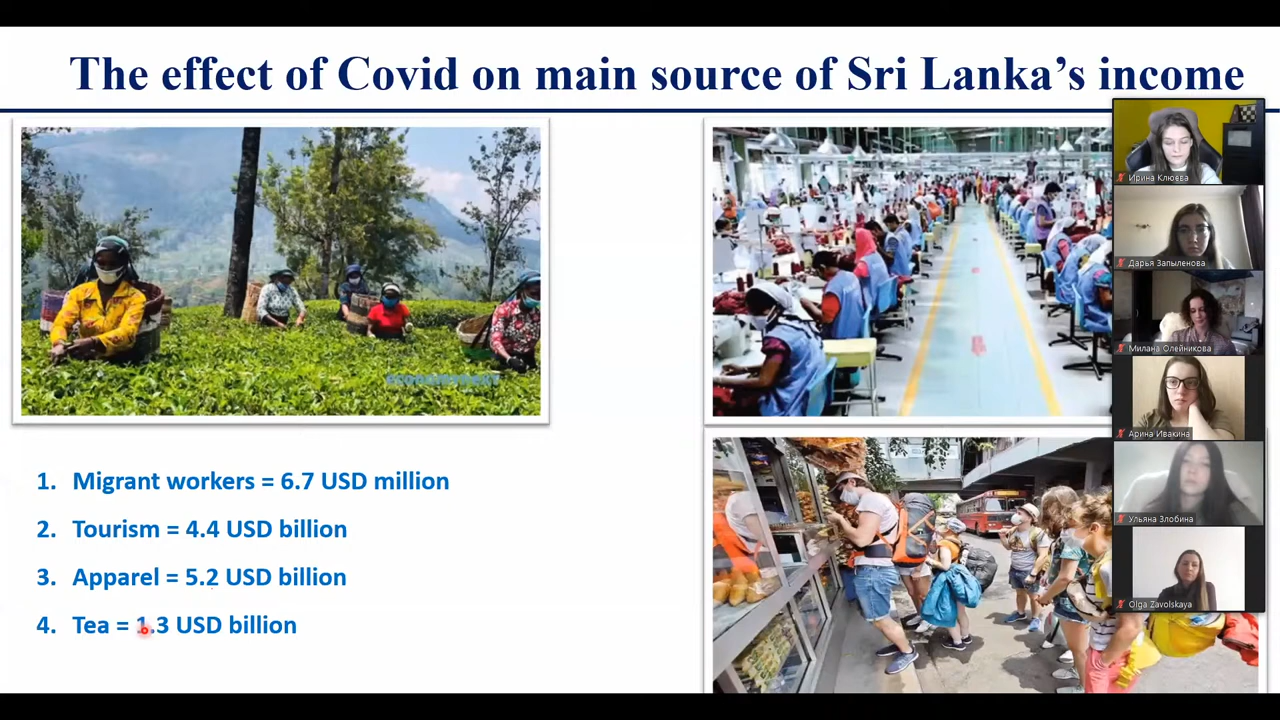 The effect of Covid on main source of Sri Lanka’s income
1. Migrant workers = 6.7 USD million
2. Tourism = 4.4 USD billion
3. Apparel = 5.2 USD billion
4. Tea = 1.3 USD billion
Ирина Клюева
Дарья Запыленова
Милана Олейникова
Арина Ивакина
Ульяна Злобина
Olga Zavolskaya